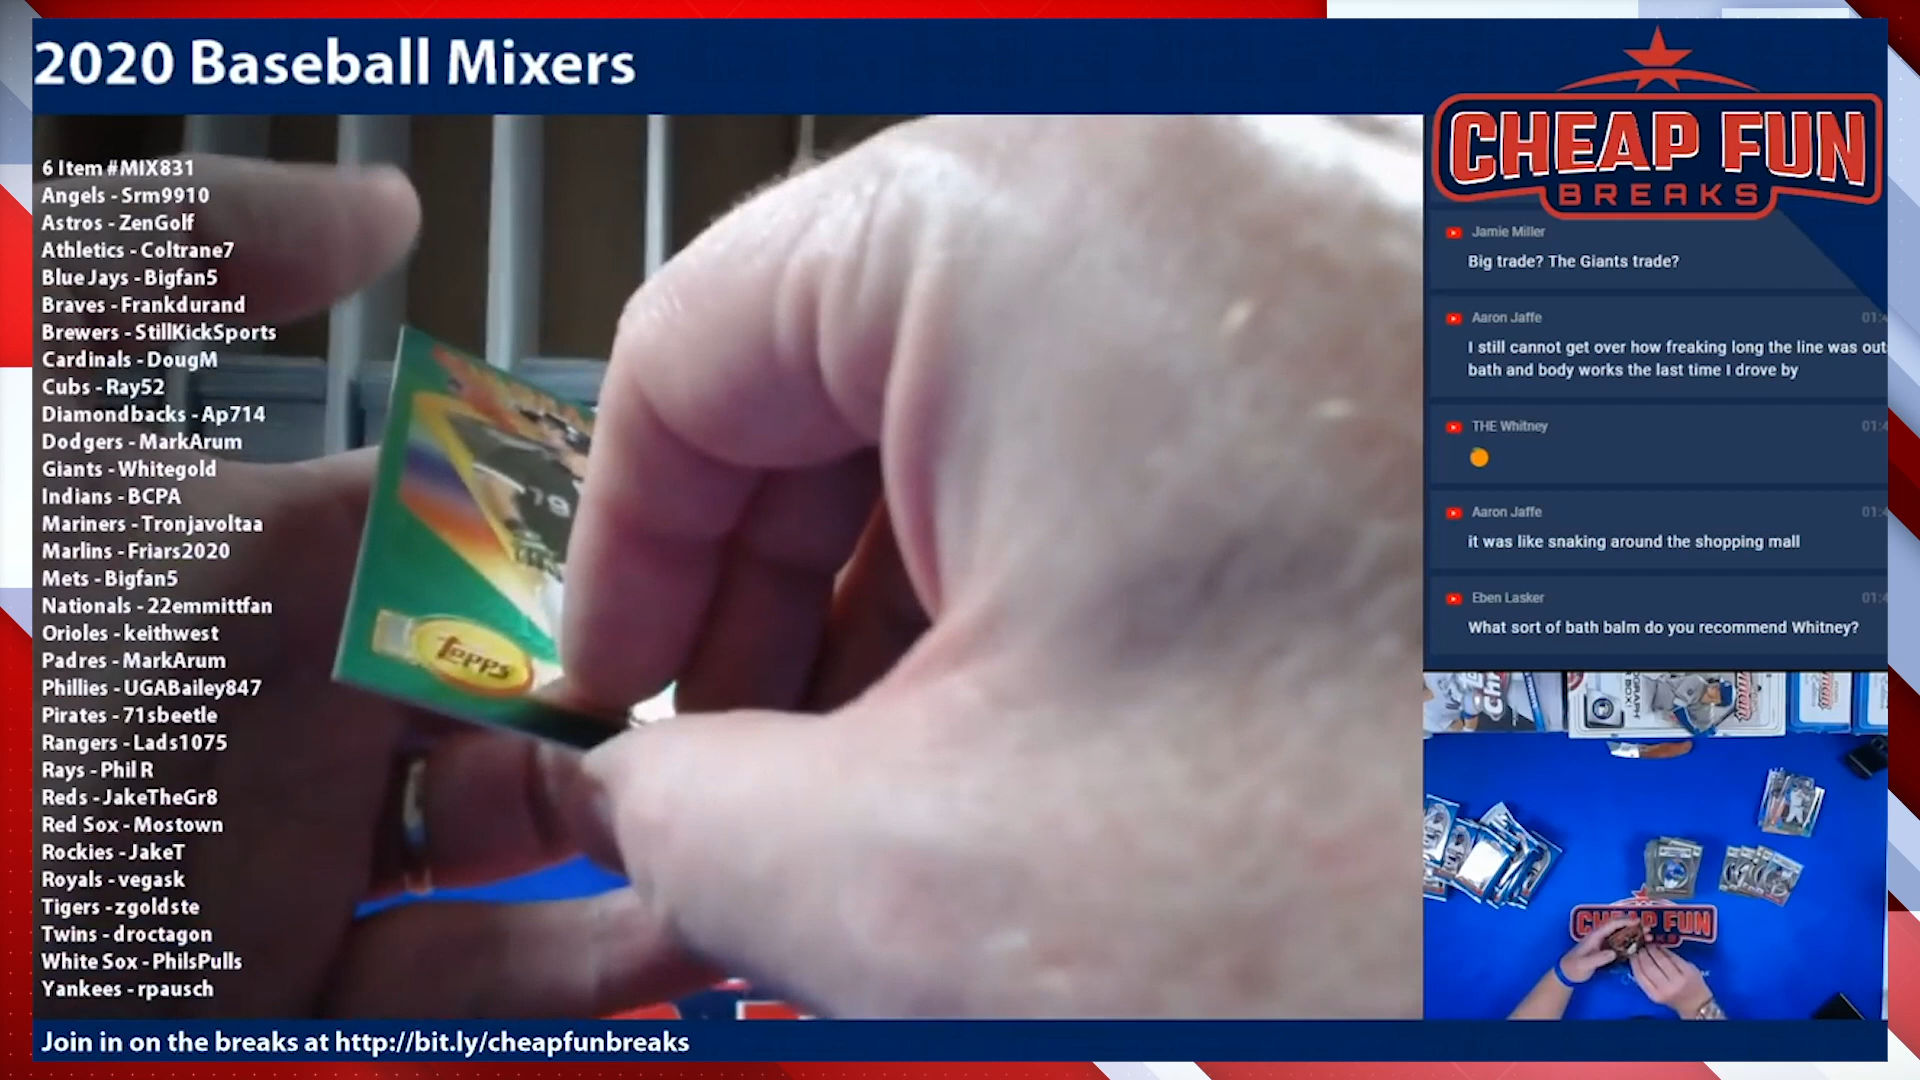 2020 Baseball Mixers
6 Item #MIX831
Angels - Srm9910
Astros - ZenGolf
Athletics - Coltrane7
Blue Jays - Bigfan5
Braves - Frankdurand
Brewers - StillKickSports
Cardinals - DougM
Cubs - Ray52
Diamondbacks - Ap714
Dodgers - MarkArum
Giants - Whitegold
Indians - BCPA
Mariners - Tronjavoltaa
Marlins - Friars2020
Mets - Bigfan5
Nationals - 22emmittfan
Orioles - keithwest
Padres - MarkArum
Phillies - UGABailey847
Pirates - 71sbeetle
Rangers - Lads1075
Rays - Phil R
Reds - JakeTheGr8
Red Sox - Mostown
Rockies - JakeT
Royals - vegask
Tigers - zgoldste
Twins - droctagon
White Sox - PhilsPulls
Yankees - rpausch
Join in on the breaks at http://bit.ly/cheapfunbreaks
Topps
CHEAP FUN
BREAKS
Jamie Miller
Big trade? The Giants trade?
Aaron Jaffe
I still cannot get over how freaking long the line was out
bath and body works the last time I drove by
THE Whitney
Aaron Jaffe
it was like snaking around the shopping mall
Eben Lasker
What sort of bath balm do you recommend Whitney?